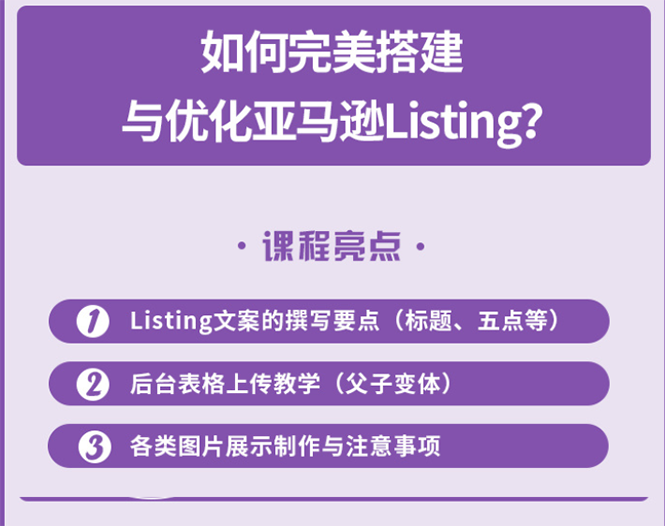 如何完美搭建
与优化亚马逊Listing?
·课程亮点·
1 Listing文案的撰写要点（标题、五点等）
2 后台表格上传教学（父子变体）
3 各类图片展示制作与注意事项